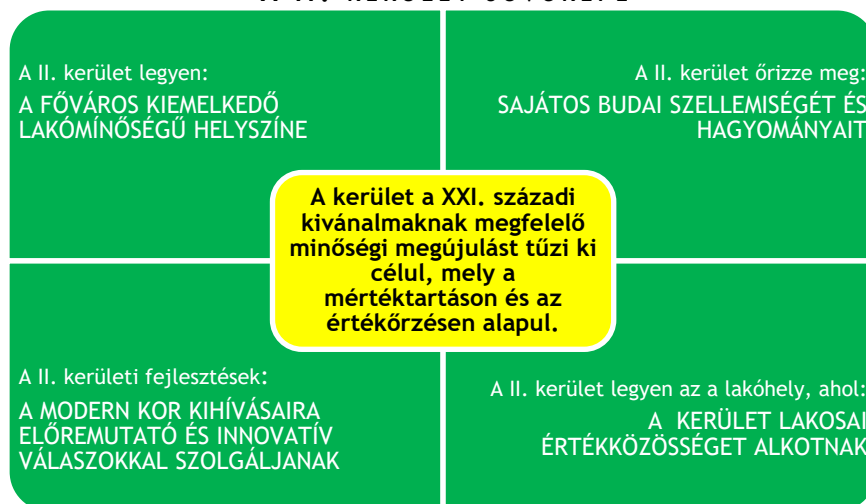 A II. kerület legyen:
A FŐVÁROS KIEMELKEDŐ
LAKÓMÍNŐSÉGŰ HELYSZÍNE
A II. kerület őrizze meg:
SAJÁTOS BUDAI SZELLEMISÉGÉT ÉS
HAGYOMÁNYAIT
A kerület a XXI. századi
kivánalmaknak megfelelő
minőségi megújulást tűzi ki
célul, mely a
mértéktartáson és az
értékőrzésen alapul.
A II. kerületi fejlesztések:
A MODERN KOR KIHÍVÁSAIRA
ELŐREMUTATÓ ÉS INNOVATÍV
VÁLASZOKKAL SZOLGÁLJANAK
A II. kerület legyen az a lakóhely, ahol:
A KERÜLET LAKOSAI
ÉRTÉKKÖZÖSSÉGET ALKOTNAK